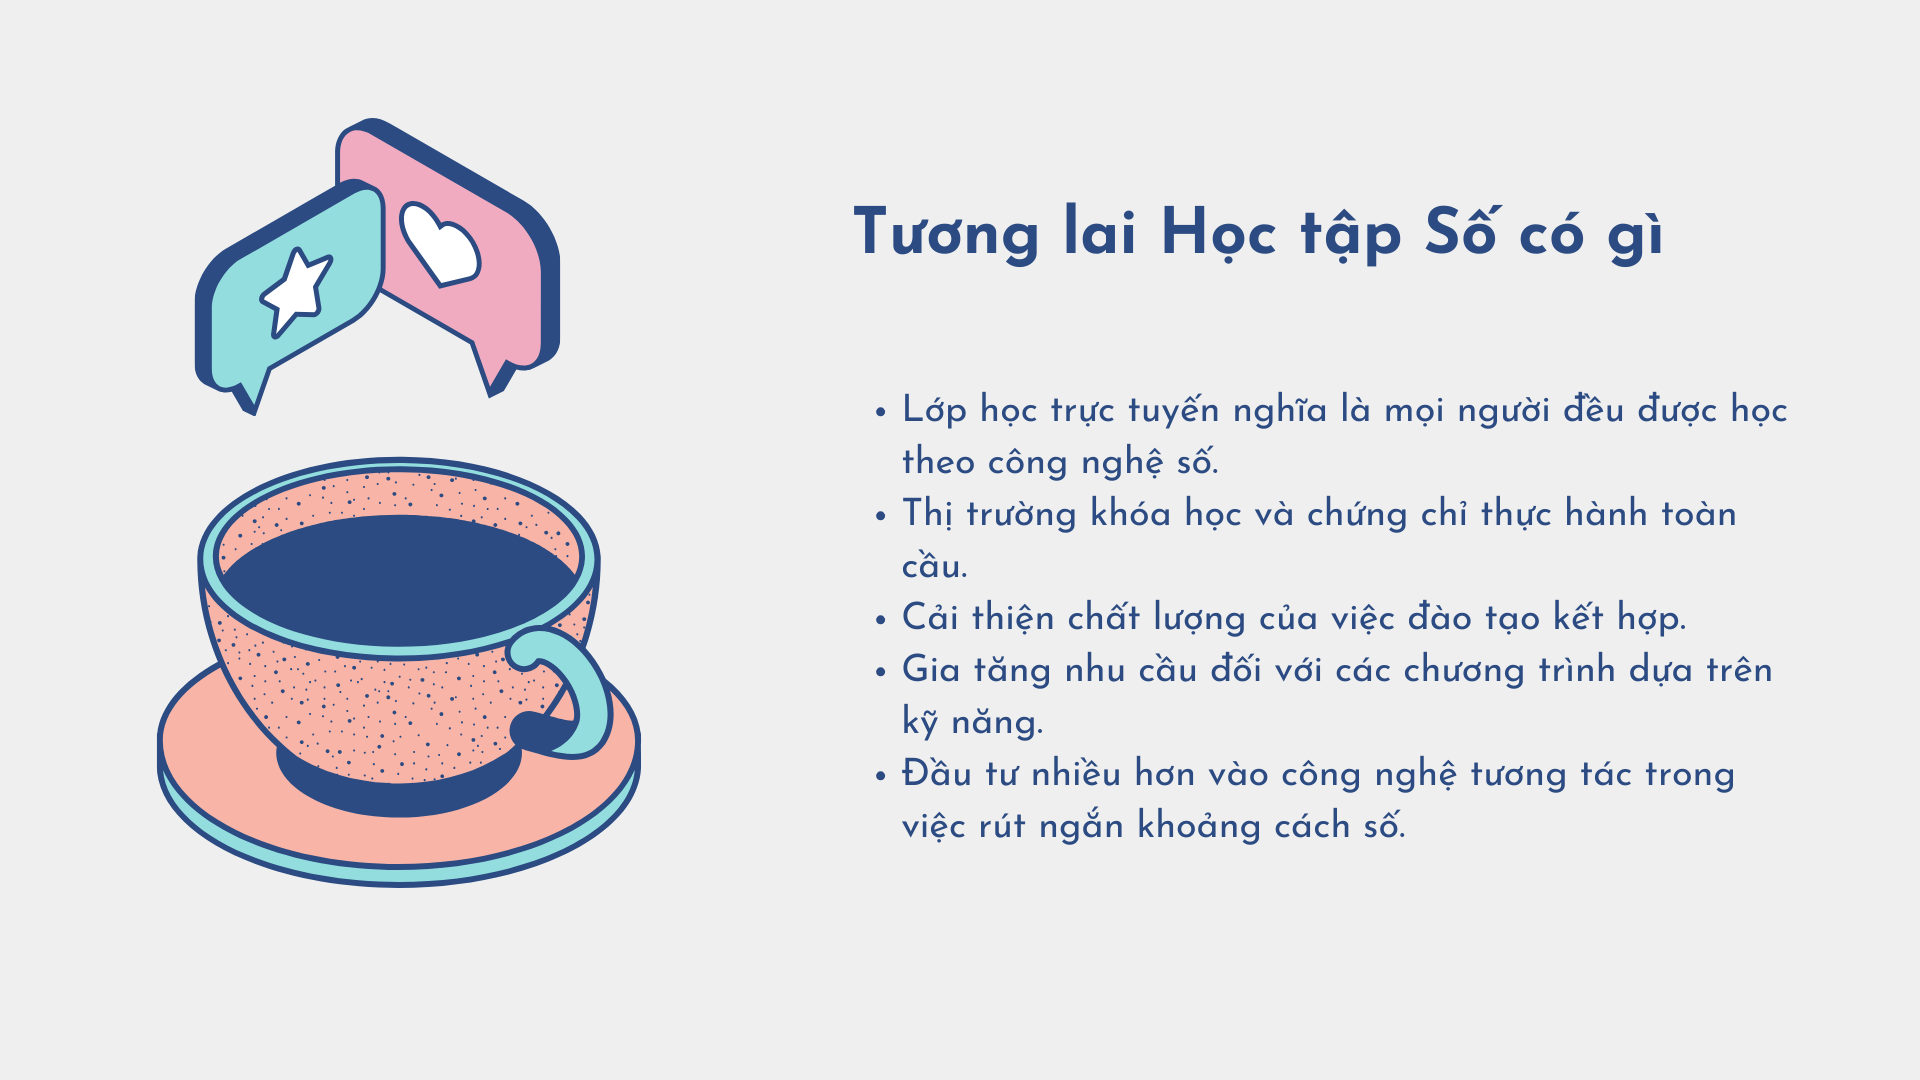 Tương lai Học tập Số có gì
• Lớp học trực tuyến nghĩa là mọi người đều được học
theo công nghệ số.
• Thị trường khóa học và chứng chỉ thực hành toàn
cầu.
• Cải thiện chất lượng của việc đào tạo kết hợp.
• Gia tăng nhu cầu đối với các chương trình dựa trên
kỹ năng.
• Đầu tư nhiều hơn vào công nghệ tương tác trong
việc rút ngắn khoảng cách số.